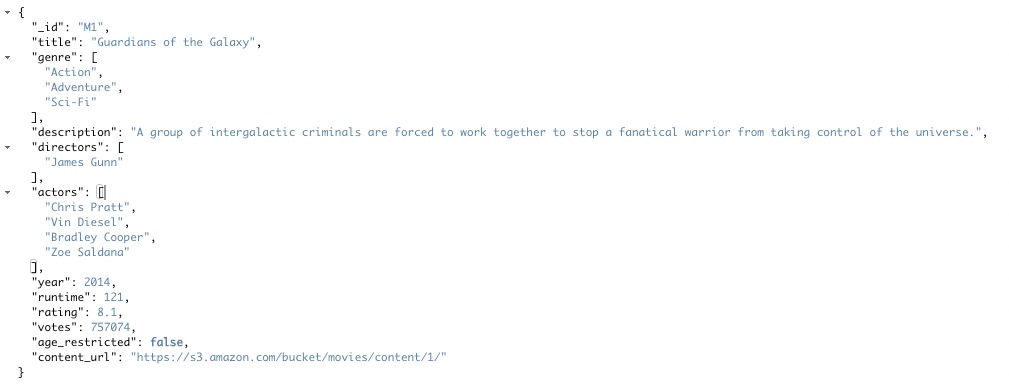 {
"_id": "M1",
"title": "Guardians of the Galaxy",
"genre": [
"Action",
"Adventure",
"Sci-Fi"
],
"description": "A group of intergalactic criminals are forced to work together to stop a fanatical warrior from taking control of the universe.",
"directors": [
"James Gunn"
],
"actors": [
"Chris Pratt",
"Vin Diesel",
"Bradley Cooper",
"Zoe Saldana"
],
"year": 2014,
"runtime": 121,
"rating": 8.1,
"votes": 757074,
"age_restricted": false,
"content_url": "https://s3.amazon.com/bucket/movies/content/1/"
}